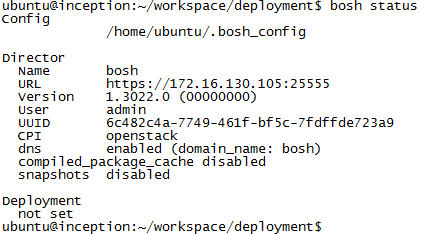 ubuntu@inception:~/workspace/deployment$ bosh status
Config
/home/ubuntu/.bosh_config
Director
Name bosh
URL https://172.16.130.105:25555
Version 1.3022.0 (00000000)
User admin
UUID 6c482c4a-7749-461f-bf5c-7fdffde723a9
CPI openstack
dns enabled (domain_name: bosh)
compiled_package_cache disabled
snapshots disabled
Deployment
not set
ubuntu@inception:~/workspace/deployment$